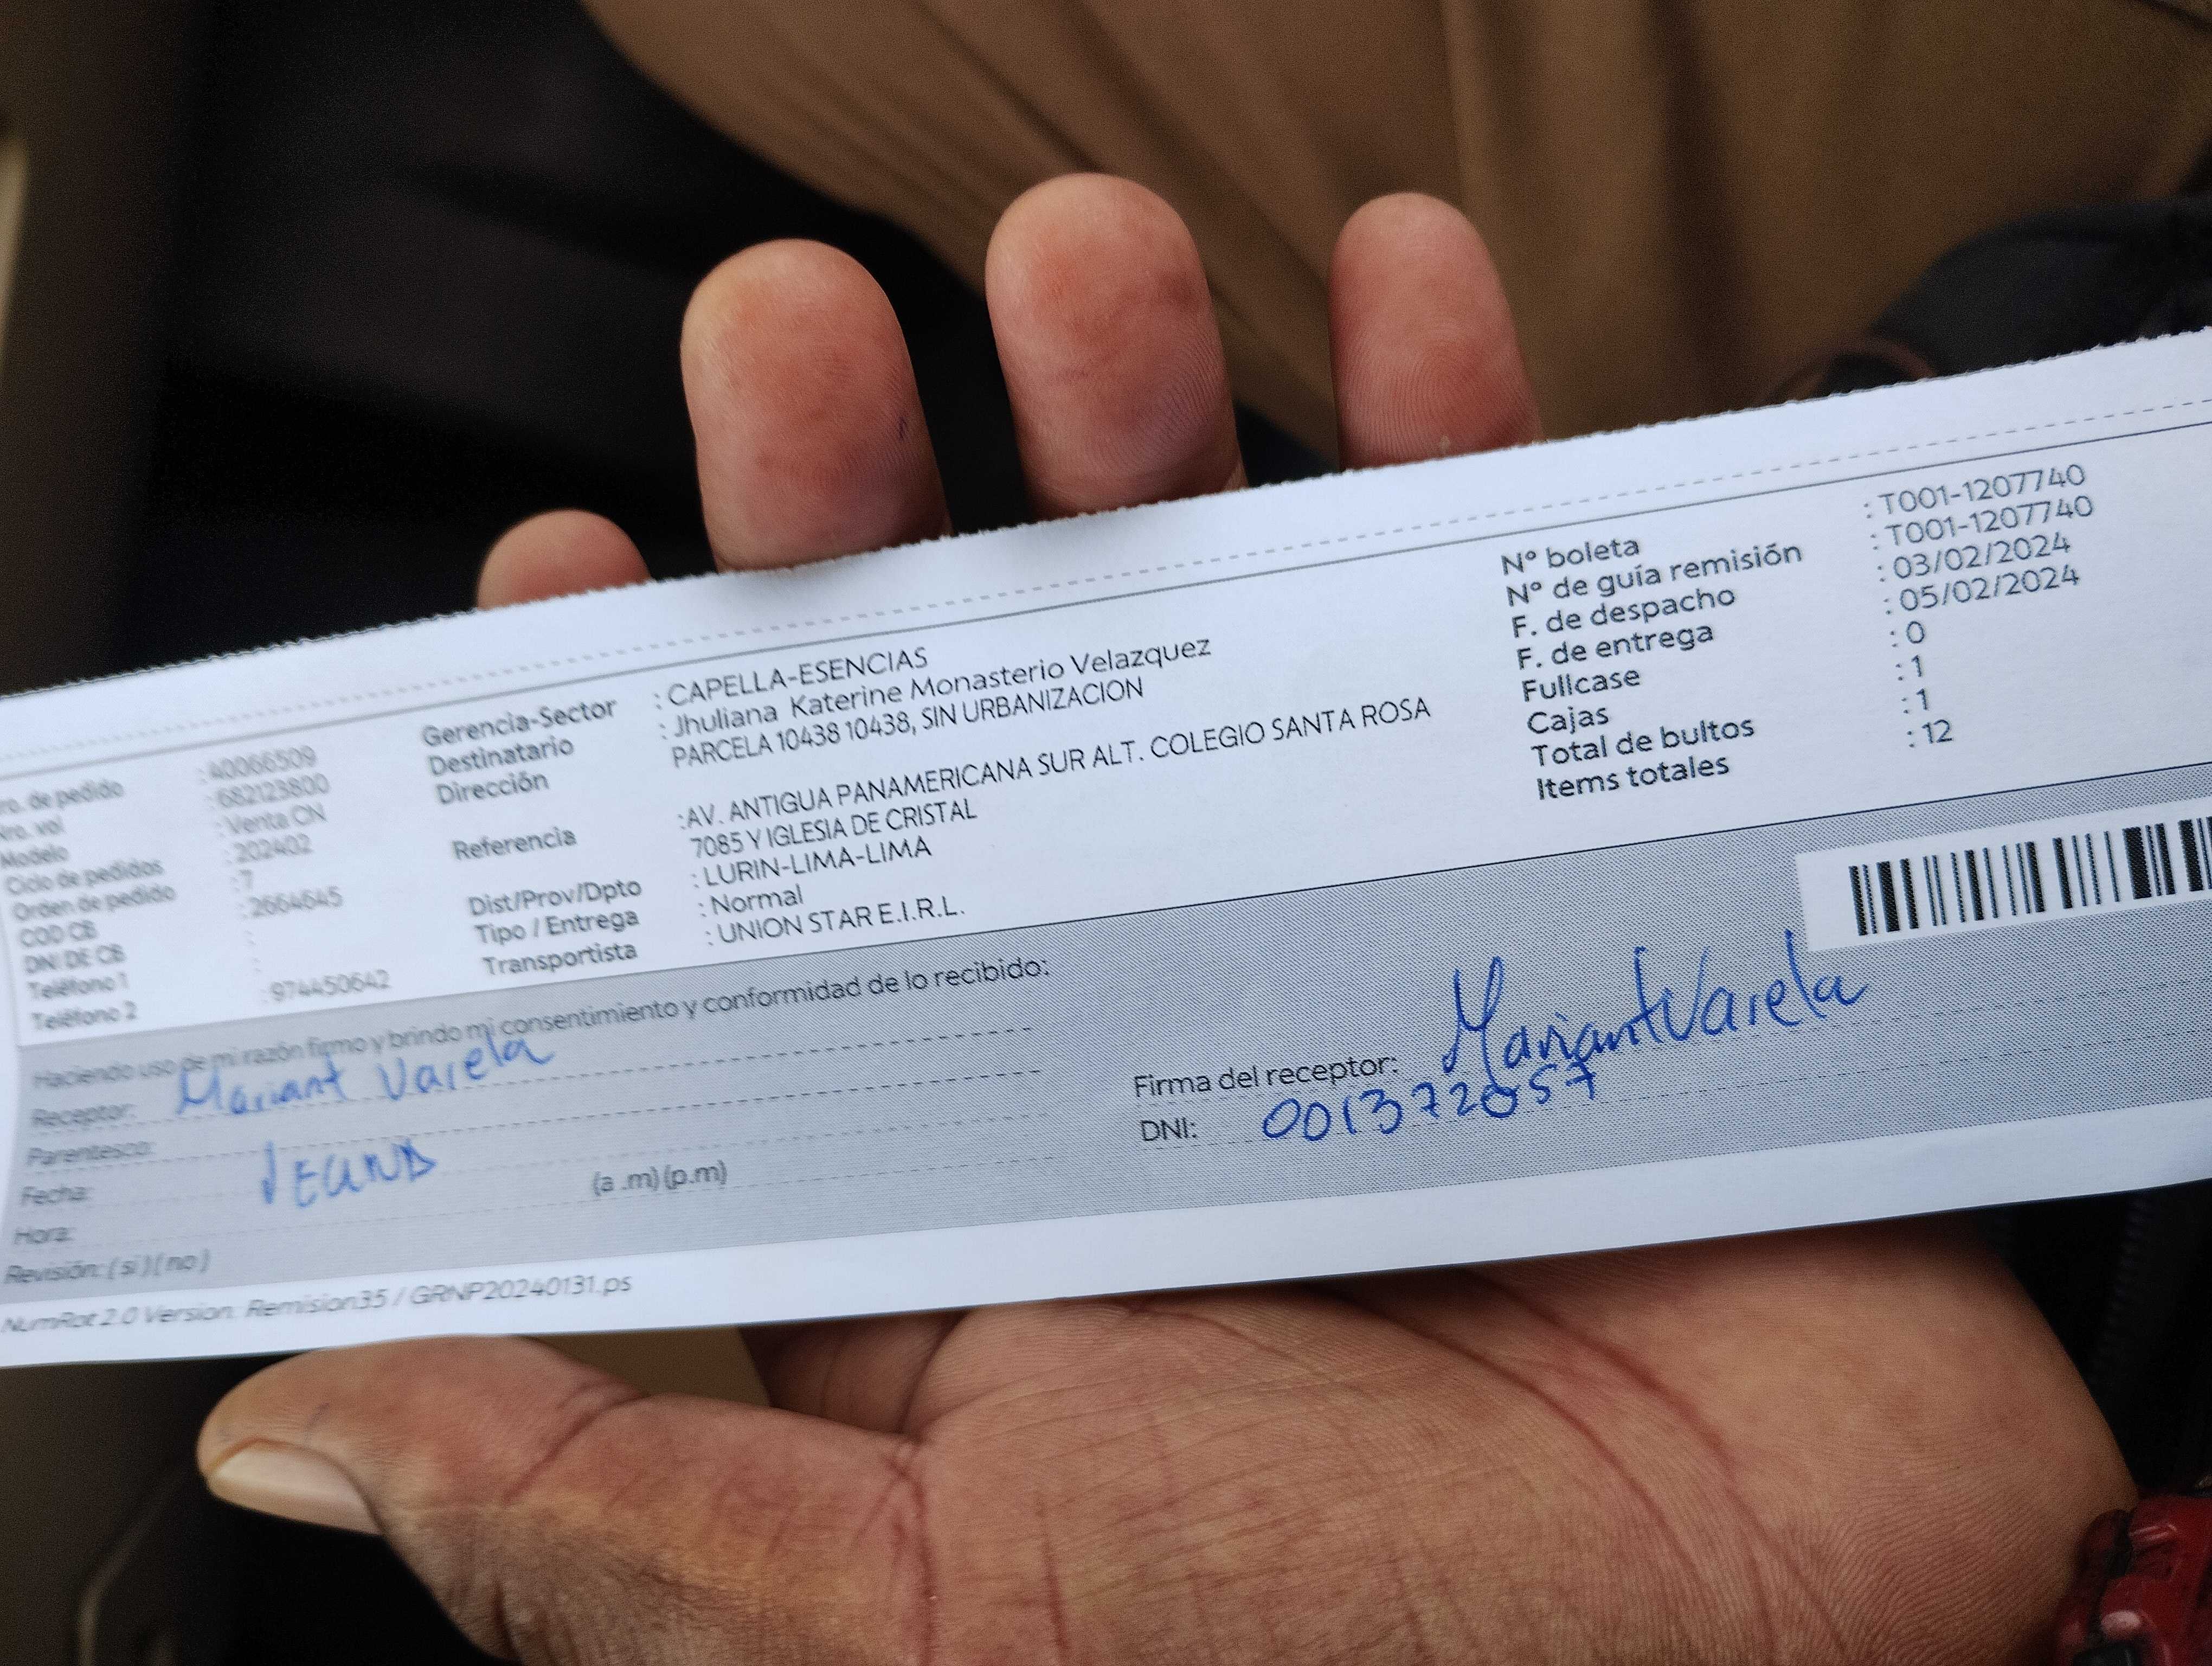 ro. de pedido : 40066509
Nro. vol : 682123800
Modelo : Venta CN
Ciclo de pedidos : 202402
Orden de pedido : 7
COD CB : 2664645
DNI DE CB :
Teléfono 1 :
Teléfono 2 : 974450642
Gerencia-Sector : CAPELLA-ESENCIAS
Destinatario : Jhuliana Katerine Monasterio Velazquez
Dirección PARCELA 10438 10438, SIN URBANIZACION
Referencia : AV. ANTIGUA PANAMERICANA SUR ALT. COLEGIO SANTA ROSA
7085 Y IGLESIA DE CRISTAL
Dist/Prov/Dpto : LURIN-LIMA-LIMA
Tipo / Entrega : Normal
Transportista : UNION STAR E.I.R.L.
N° boleta : T001-1207740
N° de guía remisión : T001-1207740
F. de despacho : 03/02/2024
F. de entrega : 05/02/2024
Fullcase : 0
Cajas : 1
Total de bultos : 1
Items totales : 12
Haciendo uso de mi razón firmo y brindo mi consentimiento y conformidad de lo recibido:
Receptor: Mariant Varela
Parentesco:
Fecha:
Hora: (a .m) (p.m)
Revisión: ( si ) ( no )
Firma del receptor: Mariant Varela
DNI: 001372057
NumRot 2.0 Version: Remision35 / GRNP20240131.ps